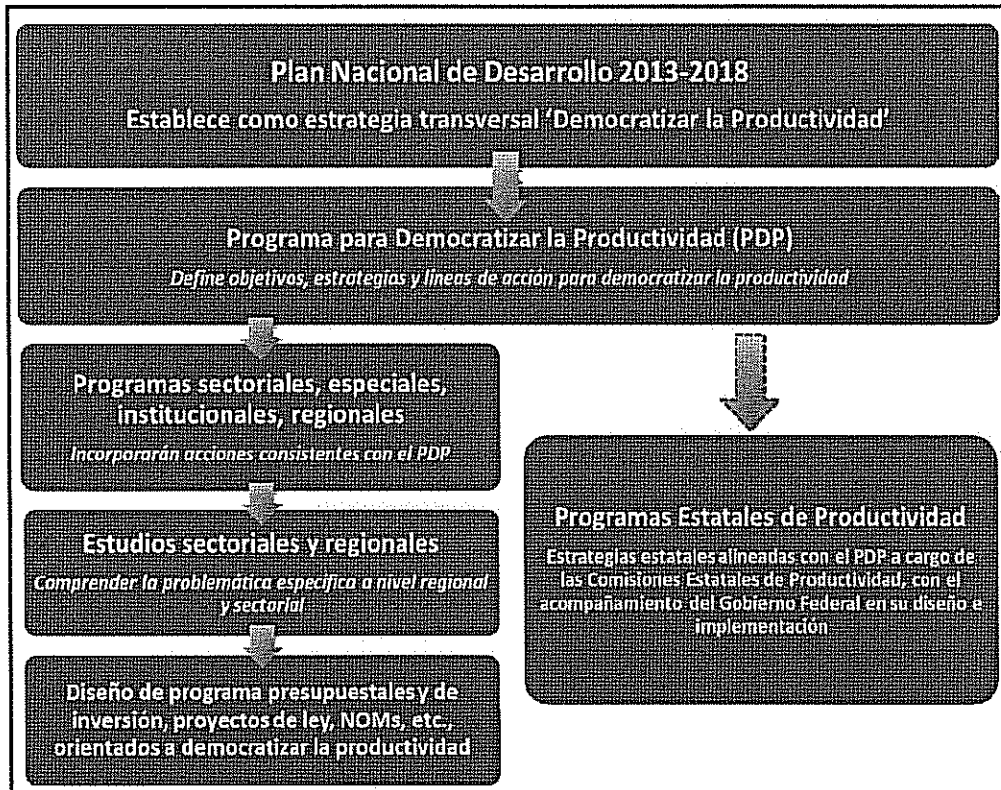 Plan Nacional de Desarrollo 2013-2018
Establece como estrategia transversal 'Democratizar la Productividad'
Programa para Democratizar la Productividad (PDP)
Define objetivos, estrategias y líneas de acción para democratizar la productividad
Programas sectoriales, especiales,
institucionales, regionales
Incorporarán acciones consistentes con el PDP
Estudios sectoriales y regionales
Comprender la problemática específica a nivel regional
y sectorial
Diseño de programa presupuestales y de
inversión, proyectos de ley, NOMs, etc.,
orientados a democratizar la productividad
Programas Estatales de Productividad
Estrategias estatales alineadas con el PDP a cargo de
las Comisiones Estatales de Productividad, con el
acompañamiento del Gobierno Federal en su diseño e
implementación